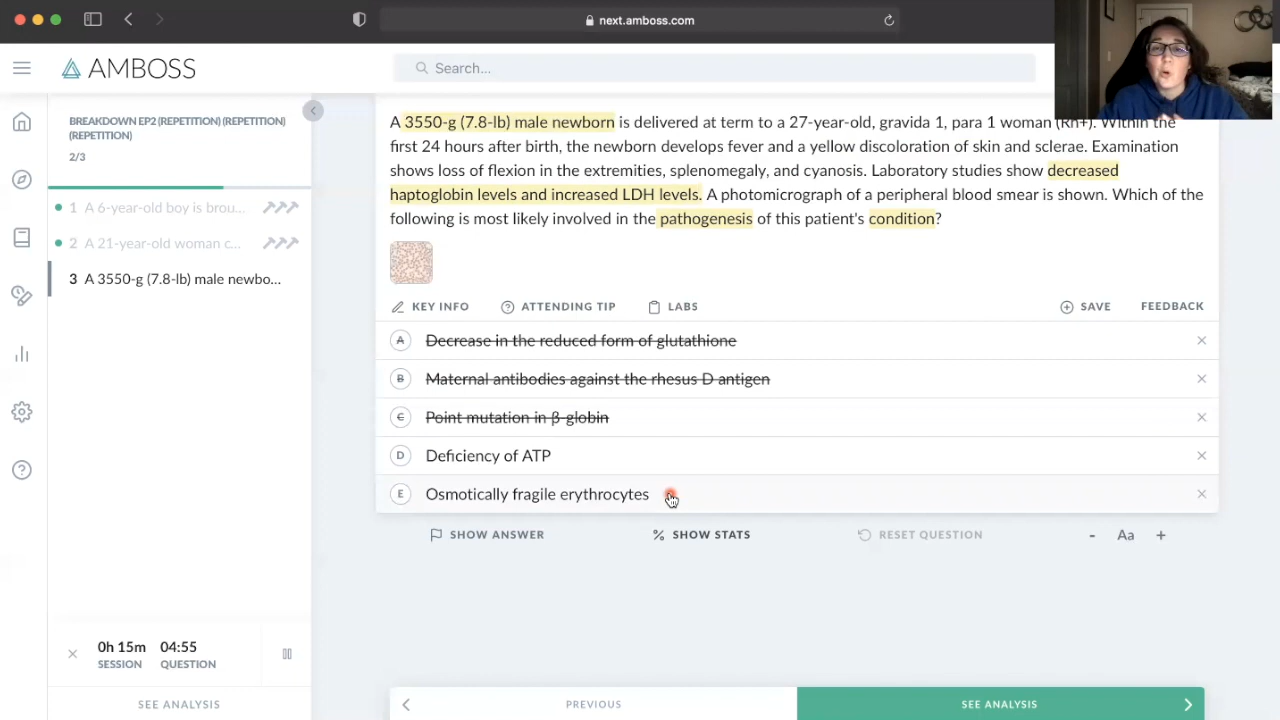 next.amboss.com
AMBOSS
Search...
BREAKDOWN EP2 (REPETITION) (REPETITION)
(REPETITION)
2/3
1 A 6-year-old boy is brou...
2 A 21-year-old woman c...
3 A 3550-g (7.8-lb) male newbo...
0h 15m 04:55
SESSION QUESTION
SEE ANALYSIS
A 3550-g (7.8-lb) male newborn is delivered at term to a 27-year-old, gravida 1, para 1 woman (Rh+). Within the
first 24 hours after birth, the newborn develops fever and a yellow discoloration of skin and sclerae. Examination
shows loss of flexion in the extremities, splenomegaly, and cyanosis. Laboratory studies show decreased
haptoglobin levels and increased LDH levels. A photomicrograph of a peripheral blood smear is shown. Which of the
following is most likely involved in the pathogenesis of this patient's condition?
KEY INFO ATTENDING TIP LABS SAVE FEEDBACK
A Decrease in the reduced form of glutathione
B Maternal antibodies against the rhesus D antigen
C Point mutation in β-globin
D Deficiency of ATP
E Osmotically fragile erythrocytes
SHOW ANSWER SHOW STATS RESET QUESTION - Aa +
PREVIOUS SEE ANALYSIS